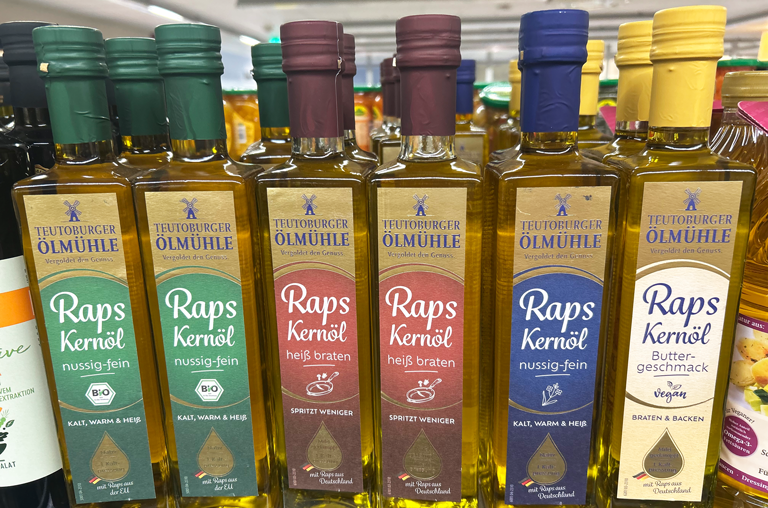 TEUTOBURGER
ÖLMÜHLE
Vergoldet den Genuss.
Raps
Kernöl
nussig-fein
BIO
KALT, WARM & HEIß
mit Raps aus
der EU
TEUTOBURGER
ÖLMÜHLE
Vergoldet den Genuss.
Raps
Kernöl
nussig-fein
BIO
KALT, WARM & HEIß
mit Raps aus
der EU
TEUTOBURGER
ÖLMÜHLE
Vergoldet den Genuss.
Raps
Kernöl
heiß braten
SPRITZT WENIGER
mit Raps aus
Deutschland
TEUTOBURGER
ÖLMÜHLE
Vergoldet den Genuss.
Raps
Kernöl
heiß braten
SPRITZT WENIGER
mit Raps aus
Deutschland
TEUTOBURGER
ÖLMÜHLE
Vergoldet den Genuss.
Raps
Kernöl
nussig-fein
KALT, WARM & HEIß
mit Raps aus
Deutschland
TEUTOBURGER
ÖLMÜHLE
Vergoldet den Genuss.
Raps
Kernöl
Butter-
geschmack
vegan
BRATEN & BACKEN
mit Raps aus
Deutschland
EXTRAKTION
ALAT
Omega-3-
Dressin